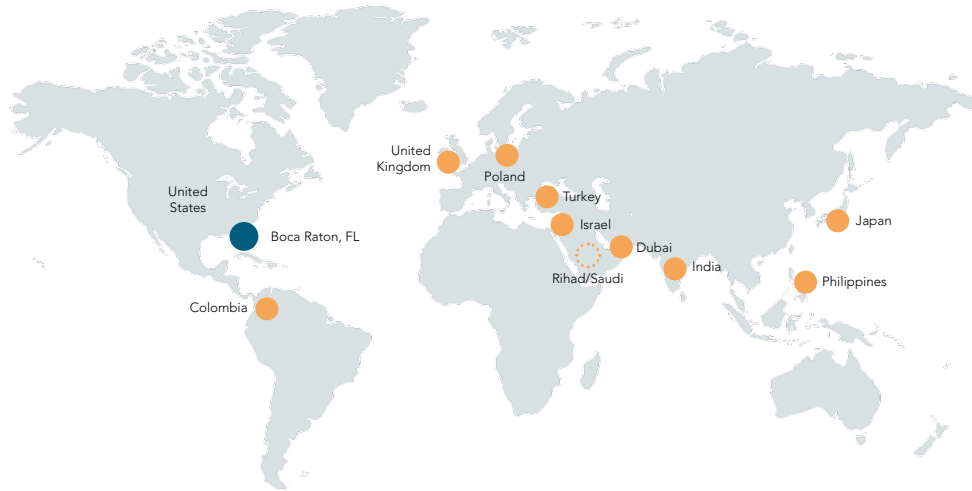 United
Kingdom
Poland
United
States
Turkey
Boca Raton, FL
Israel
Japan
Dubai
India
Rihad/Saudi
Philippines
Colombia